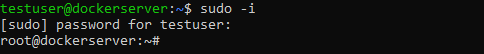 testuser@dockerserver:~$ sudo -i
[sudo] password for testuser:
root@dockerserver:~#